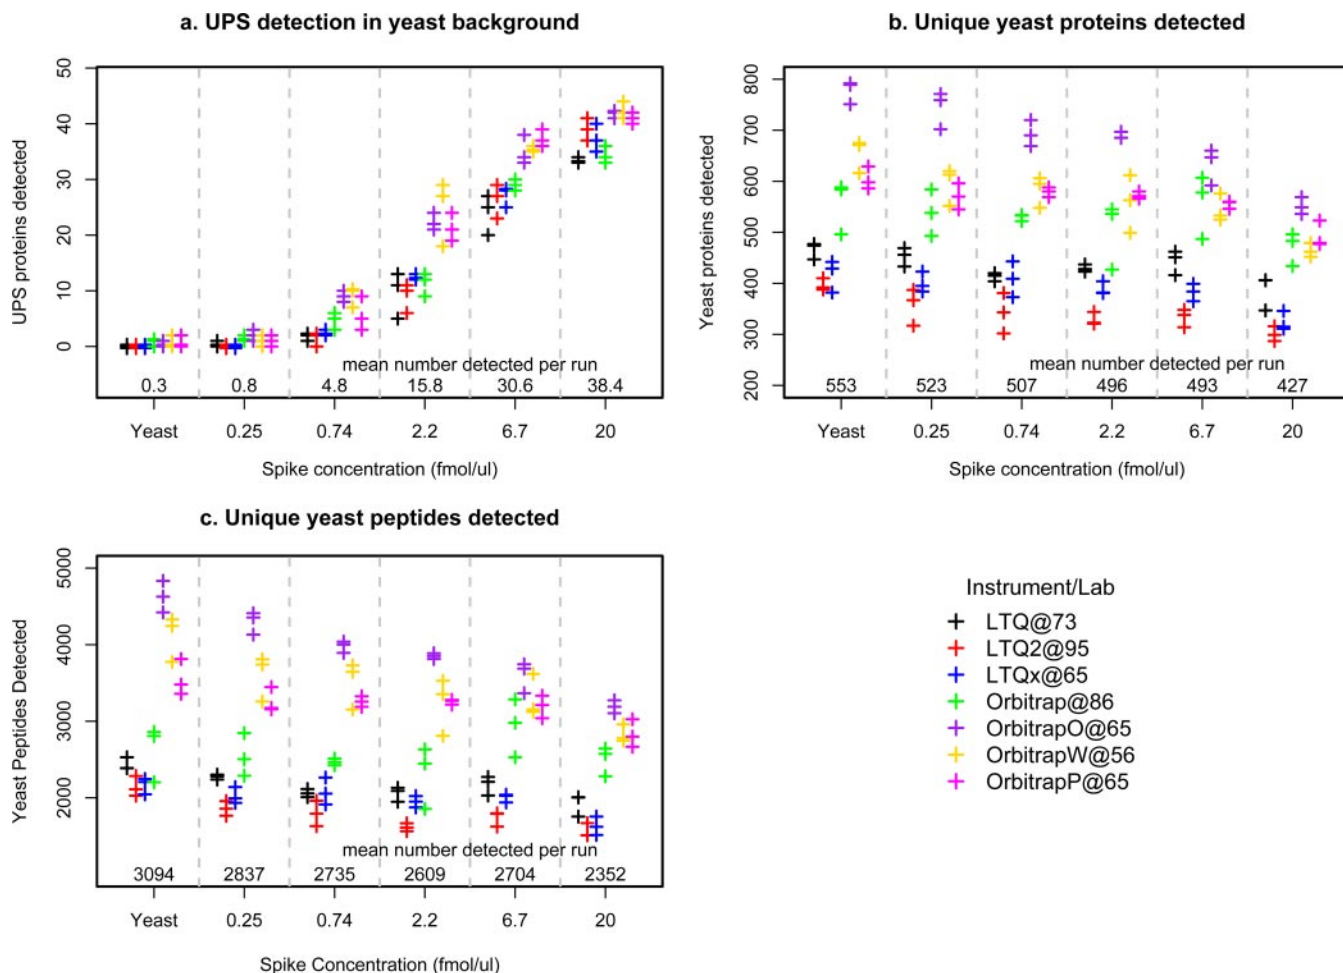 a. UPS detection in yeast background
UPS proteins detected
50
40
30
20
10
0
mean number detected per run
0.3 0.8 4.8 15.8 30.6 38.4
Yeast 0.25 0.74 2.2 6.7 20
Spike concentration (fmol/ul)
b. Unique yeast proteins detected
Yeast proteins detected
800
700
600
500
400
300
200
mean number detected per run
553 523 507 496 493 427
Yeast 0.25 0.74 2.2 6.7 20
Spike concentration (fmol/ul)
c. Unique yeast peptides detected
Yeast Peptides Detected
5000
4000
3000
2000
mean number detected per run
3094 2837 2735 2609 2704 2352
Yeast 0.25 0.74 2.2 6.7 20
Spike Concentration (fmol/ul)
Instrument/Lab
LTQ@73
LTQ2@95
LTQx@65
Orbitrap@86
OrbitrapO@65
OrbitrapW@56
OrbitrapP@65